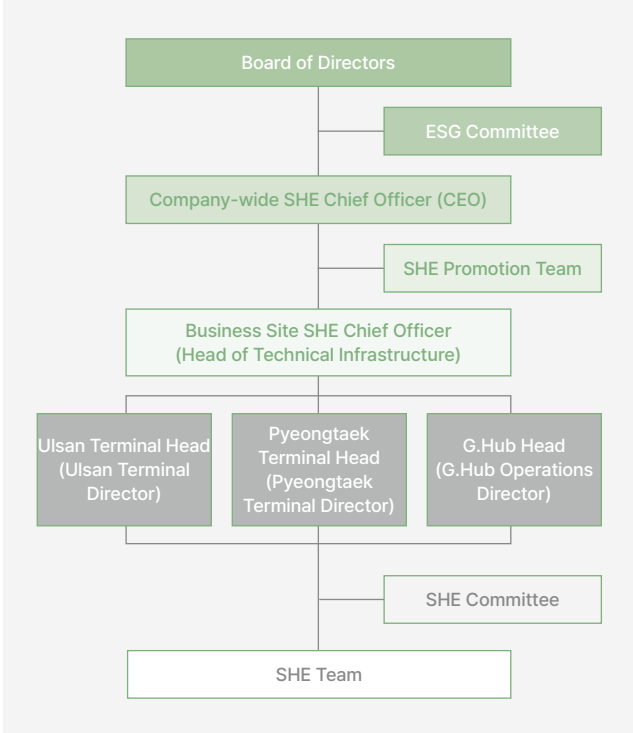 Board of Directors
ESG Committee
Company-wide SHE Chief Officer (CEO)
SHE Promotion Team
Business Site SHE Chief Officer
(Head of Technical Infrastructure)
Ulsan Terminal Head
(Ulsan Terminal
Director)
Pyeongtaek
Terminal Head
(Pyeongtaek
Terminal Director)
G.Hub Head
(G.Hub Operations
Director)
SHE Committee
SHE Team